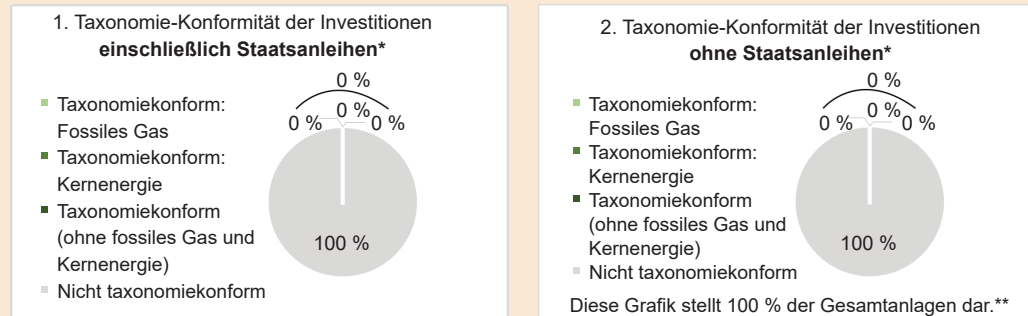 1. Taxonomie-Konformität der Investitionen
einschließlich Staatsanleihen*
0 %
0 %
0 %
0 %
Taxonomiekonform:
Fossiles Gas
Taxonomiekonform:
Kernenergie
Taxonomiekonform
(ohne fossiles Gas und
Kernenergie)
Nicht taxonomiekonform
100 %
2. Taxonomie-Konformität der Investitionen
ohne Staatsanleihen*
0 %
0 %
0 %
0 %
Taxonomiekonform:
Fossiles Gas
Taxonomiekonform:
Kernenergie
Taxonomiekonform
(ohne fossiles Gas und
Kernenergie)
Nicht taxonomiekonform
100 %
Diese Grafik stellt 100 % der Gesamtanlagen dar.**